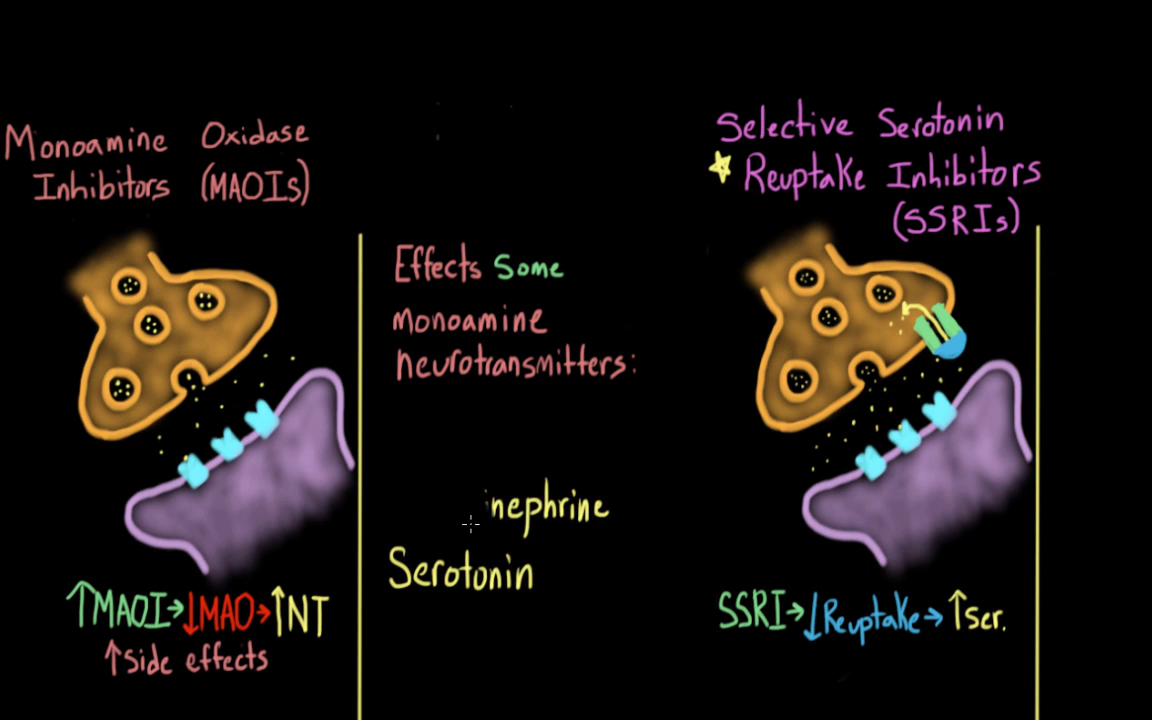 Monoamine Oxidase
Inhibitors (MAOIs)
↑MAOI→↓MAO→↑NT
↑Side effects
Effects Some
monoamine
neurotransmitters:
inephrine
Serotonin
Selective Serotonin
Reuptake Inhibitors
(SSRIs)
SSRI→↓Reuptake→↑Ser.